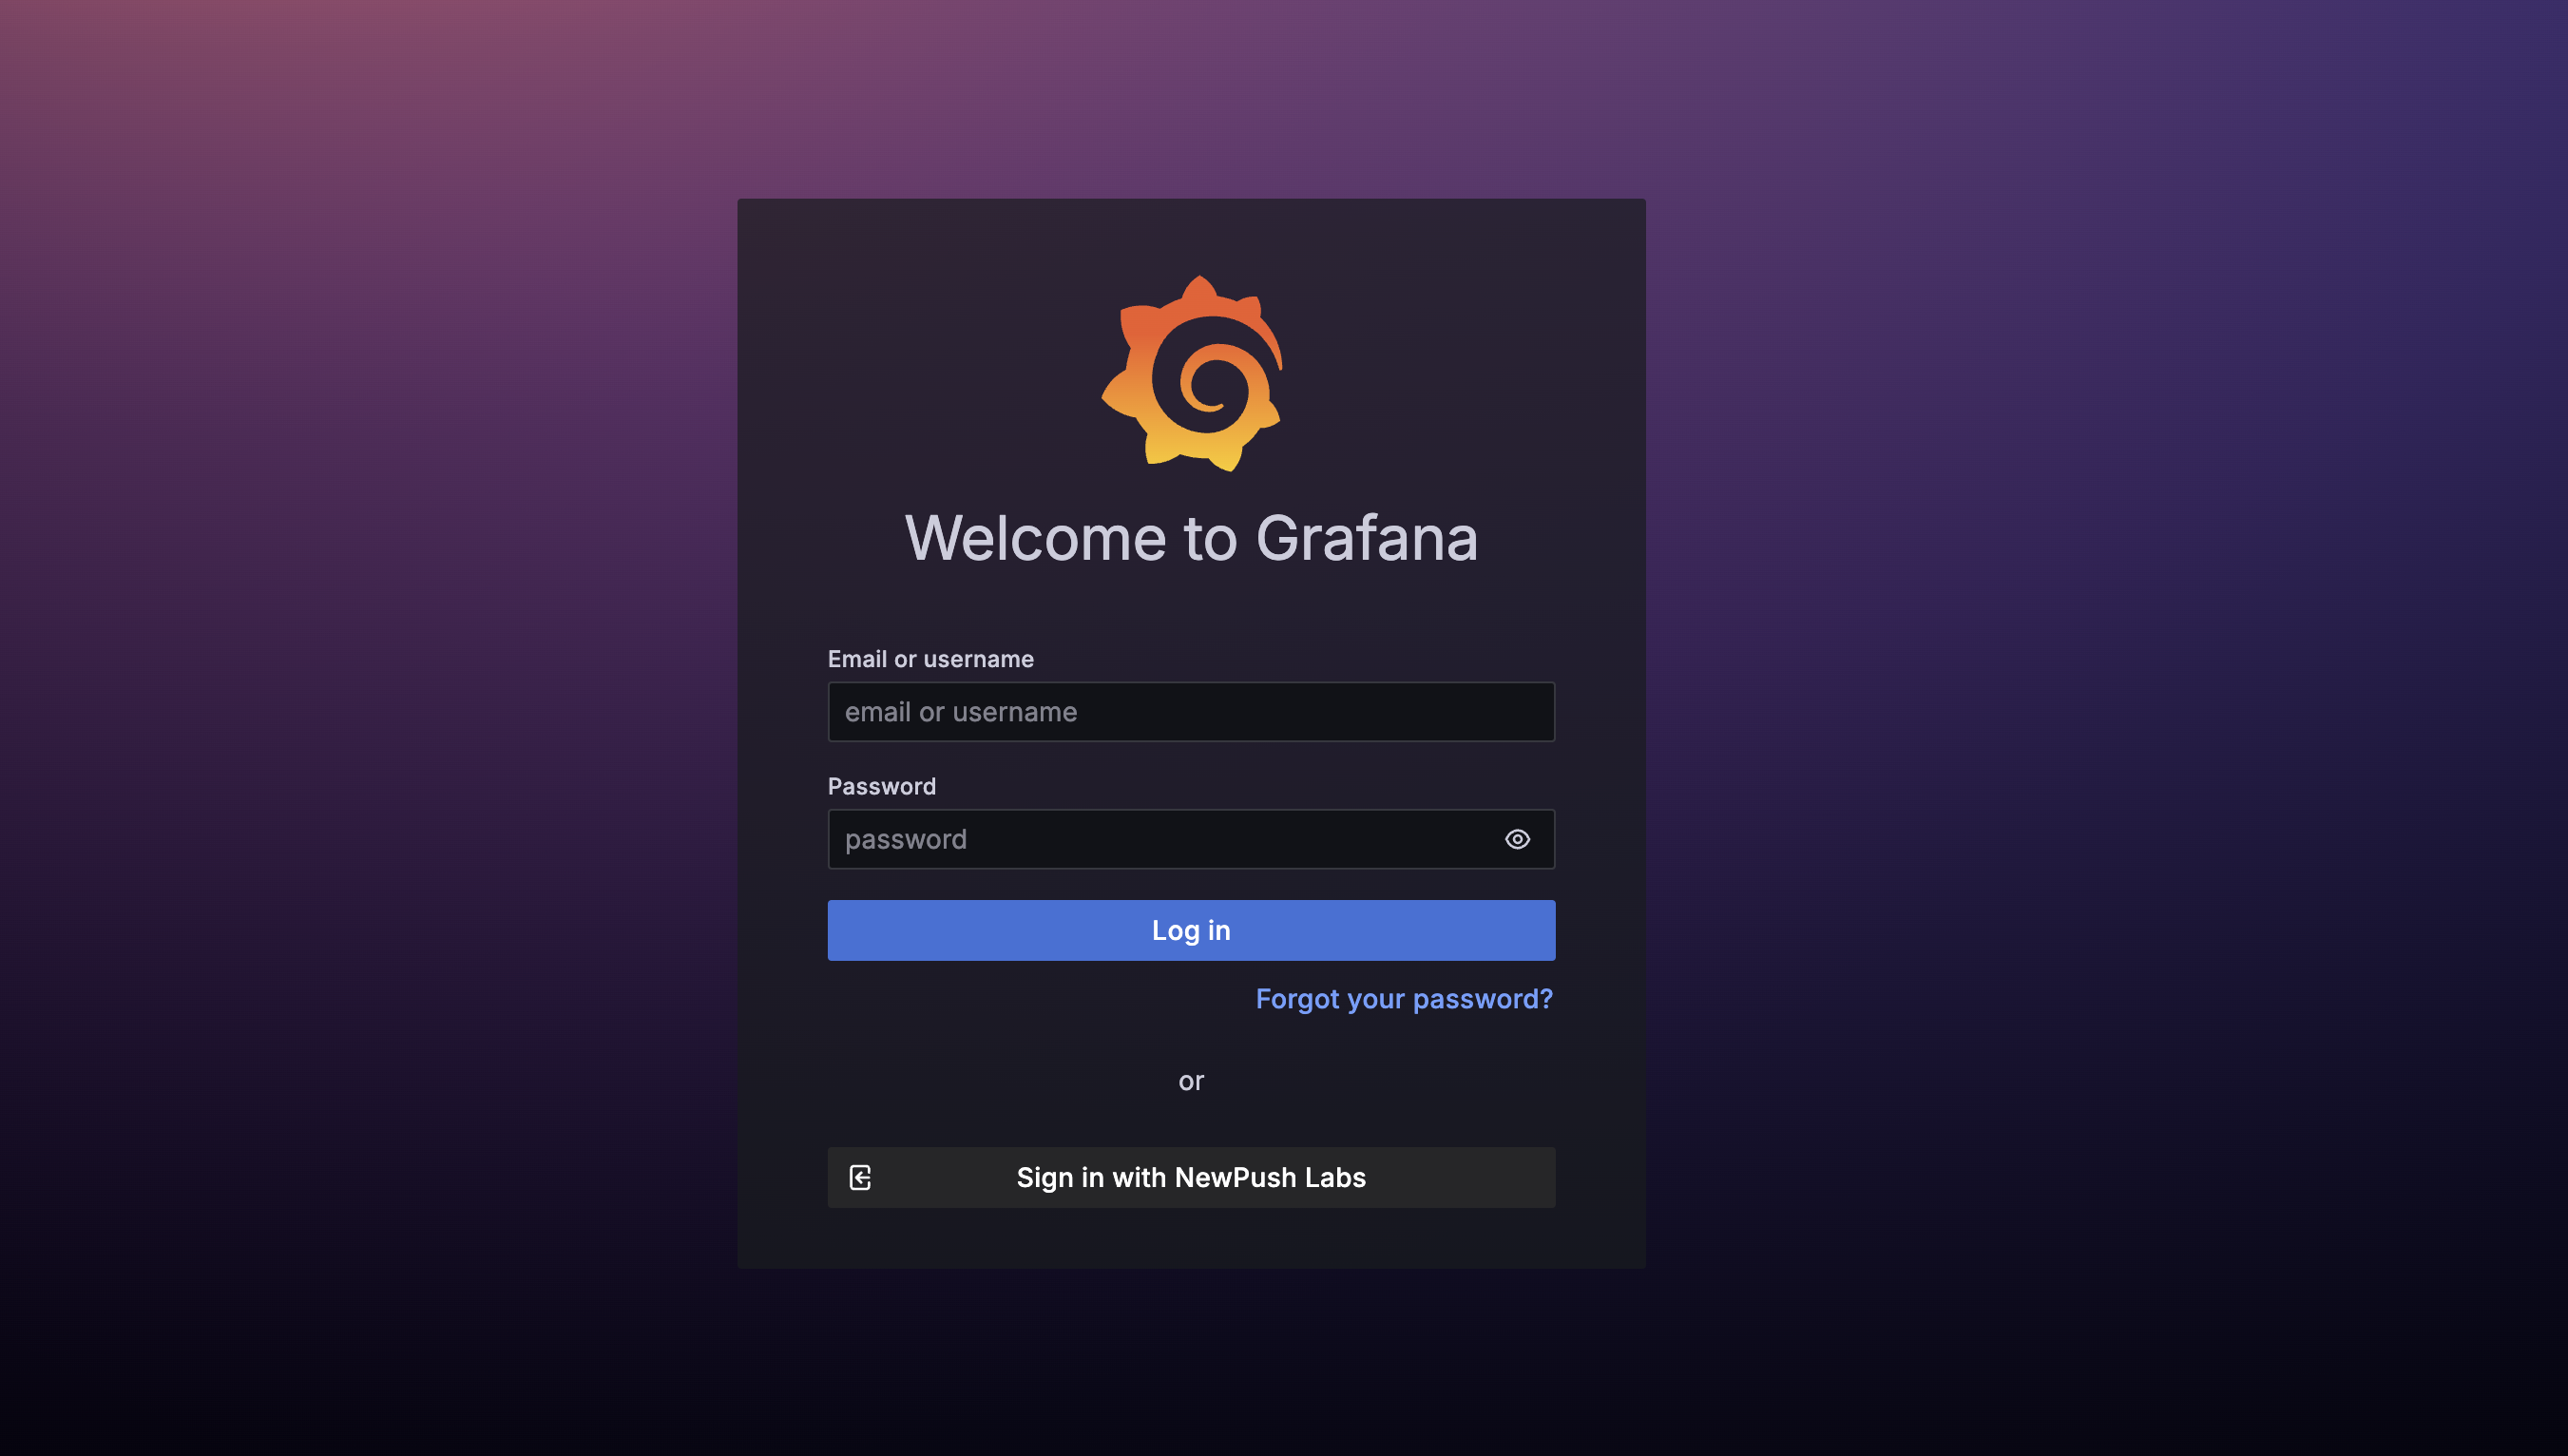 Welcome to Grafana
Email or username
email or username
Password
password
Log in
Forgot your password?
or
Sign in with NewPush Labs